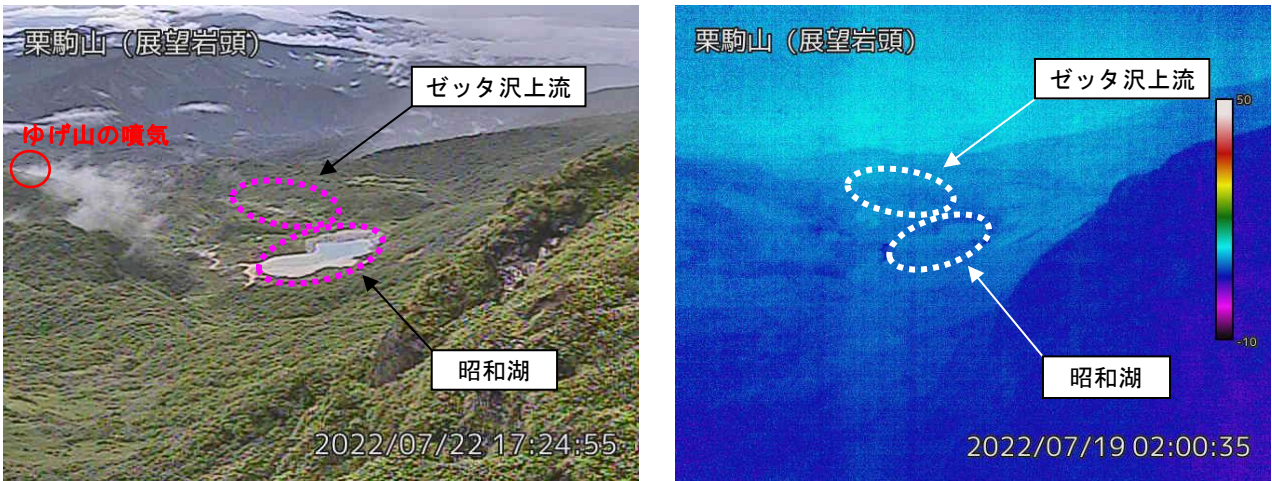 栗駒山（展望岩頭）
ゼッタ沢上流
ゆげ山の噴気
昭和湖
2022/07/22 17:24:55
栗駒山（展望岩頭）
ゼッタ沢上流
50
-10
昭和湖
2022/07/19 02:00:35